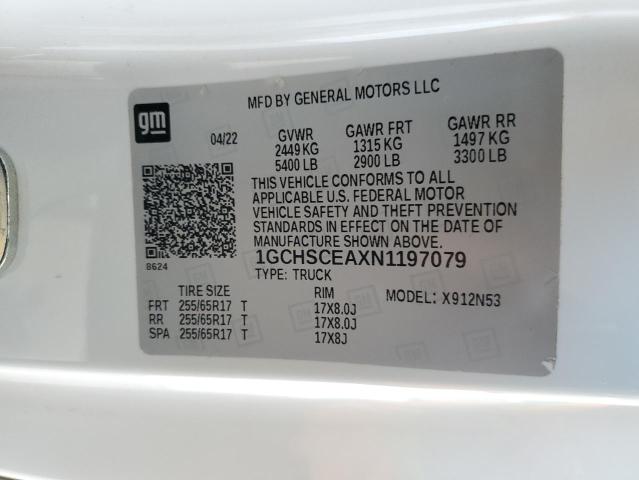 MFD BY GENERAL MOTORS LLC
gm
04/22 GVWR GAWR FRT GAWR RR
2449 KG 1315 KG 1497 KG
5400 LB 2900 LB 3300 LB
THIS VEHICLE CONFORMS TO ALL
APPLICABLE U.S. FEDERAL MOTOR
VEHICLE SAFETY AND THEFT PREVENTION
STANDARDS IN EFFECT ON THE DATE OF
MANUFACTURE SHOWN ABOVE.
8624 1GCHSCEAXN1197079
TYPE: TRUCK
TIRE SIZE RIM MODEL: X912N53
FRT 255/65R17 T 17X8.0J
RR 255/65R17 T 17X8.0J
SPA 255/65R17 T 17X8J